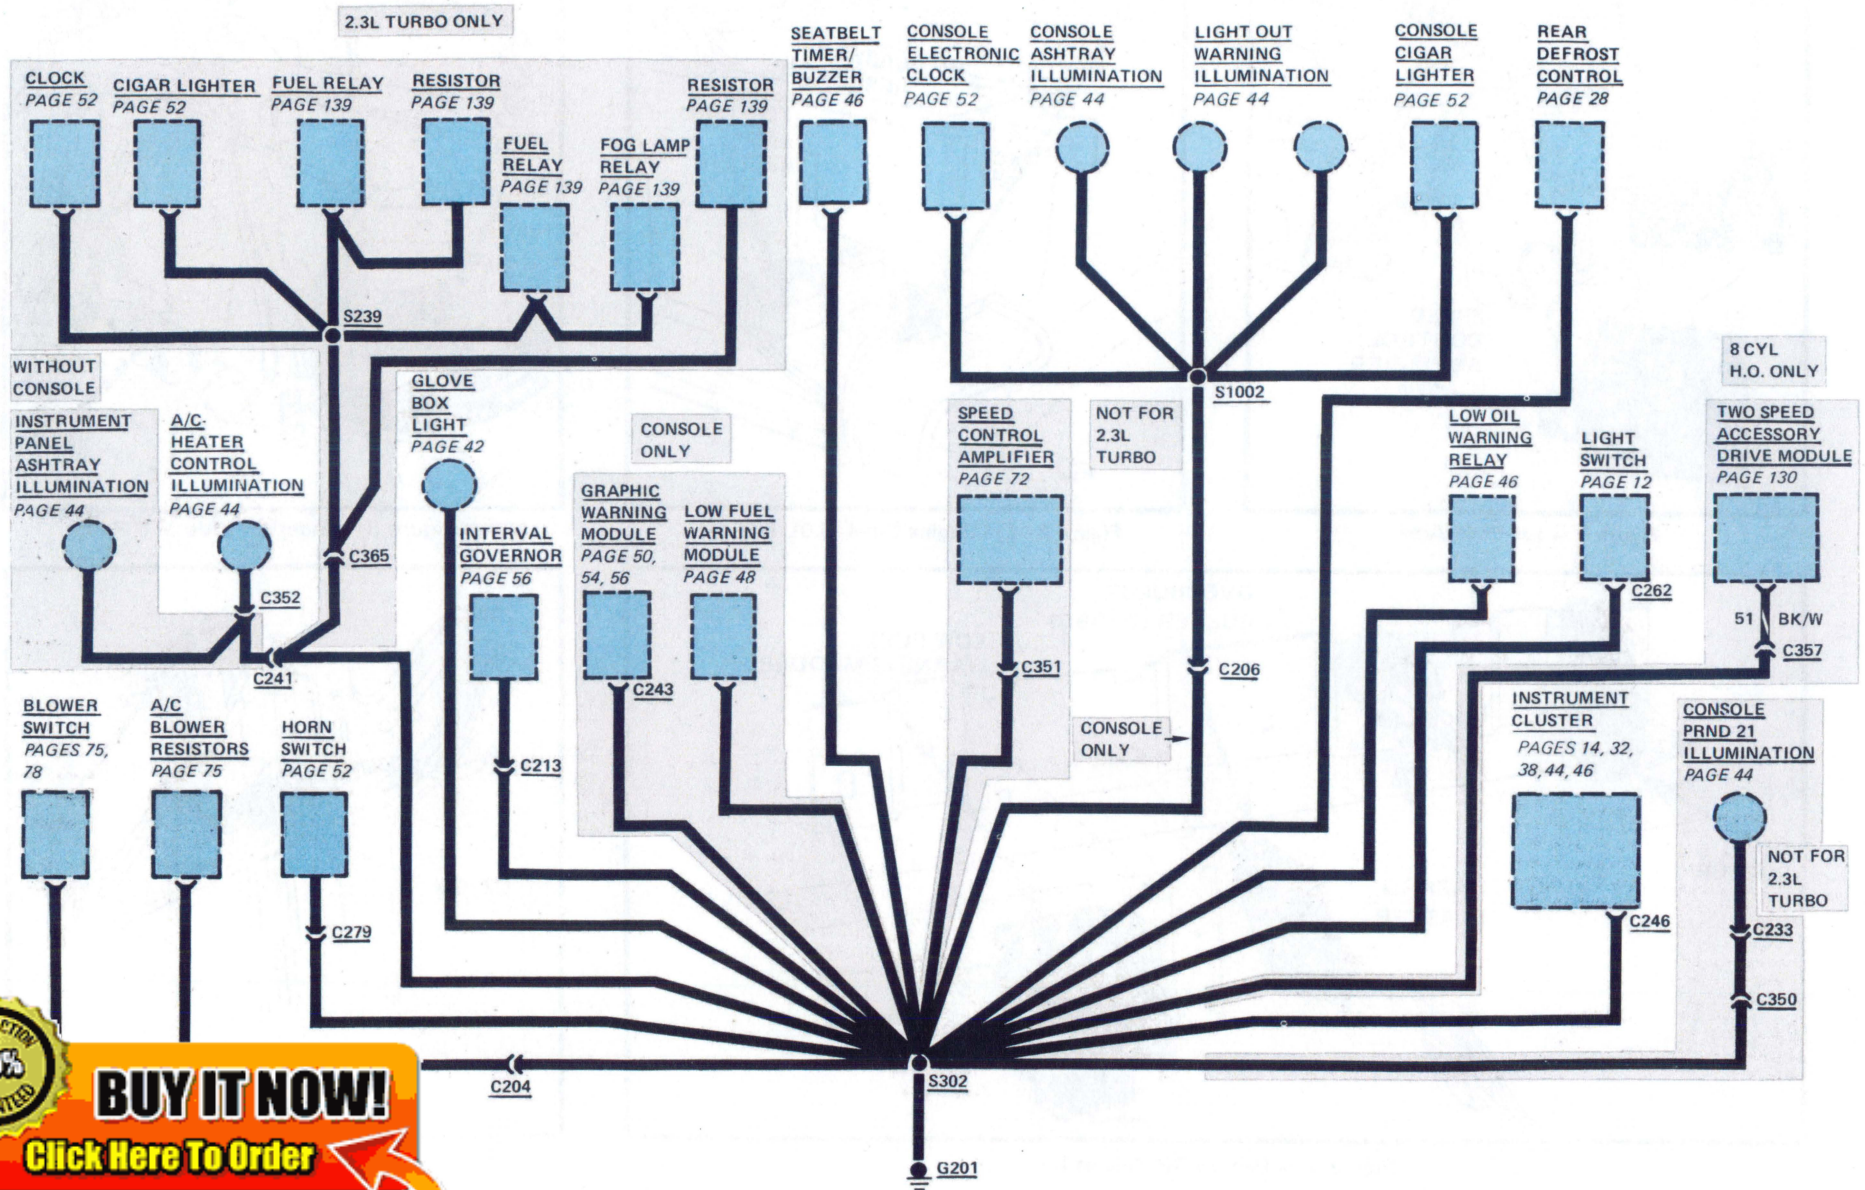 2.3L TURBO ONLY
CLOCK
PAGE 52
CIGAR LIGHTER
PAGE 52
FUEL RELAY
PAGE 139
RESISTOR
PAGE 139
FUEL
RELAY
PAGE 139
FOG LAMP
RELAY
PAGE 139
RESISTOR
PAGE 139
SEATBELT
TIMER/
BUZZER
PAGE 46
CONSOLE
ELECTRONIC
CLOCK
PAGE 52
CONSOLE
ASHTRAY
ILLUMINATION
PAGE 44
LIGHT OUT
WARNING
ILLUMINATION
PAGE 44
CONSOLE
CIGAR
LIGHTER
PAGE 52
REAR
DEFROST
CONTROL
PAGE 28
S239
S1002
WITHOUT
CONSOLE
INSTRUMENT
PANEL
ASHTRAY
ILLUMINATION
PAGE 44
A/C-
HEATER
CONTROL
ILLUMINATION
PAGE 44
C352
C365
C241
GLOVE
BOX
LIGHT
PAGE 42
INTERVAL
GOVERNOR
PAGE 56
C213
CONSOLE
ONLY
GRAPHIC
WARNING
MODULE
PAGE 50,
54, 56
C243
LOW FUEL
WARNING
MODULE
PAGE 48
SPEED
CONTROL
AMPLIFIER
PAGE 72
C351
NOT FOR
2.3L
TURBO
C206
CONSOLE
ONLY
LOW OIL
WARNING
RELAY
PAGE 46
LIGHT
SWITCH
PAGE 12
C262
8 CYL
H.O. ONLY
TWO SPEED
ACCESSORY
DRIVE MODULE
PAGE 130
51 BK/W
C357
BLOWER
SWITCH
PAGES 75,
78
A/C
BLOWER
RESISTORS
PAGE 75
HORN
SWITCH
PAGE 52
C279
INSTRUMENT
CLUSTER
PAGES 14, 32,
38, 44, 46
C246
CONSOLE
PRND 21
ILLUMINATION
PAGE 44
NOT FOR
2.3L
TURBO
C233
C350
C204
S302
G201
BUY IT NOW!
Click Here To Order